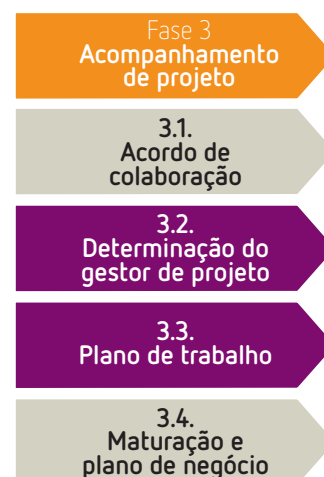 Fase 3
Acompanhamento
de projeto
3.1.
Acordo de
colaboração
3.2.
Determinação do
gestor de projeto
3.3.
Plano de trabalho
3.4.
Maturação e
plano de negócio